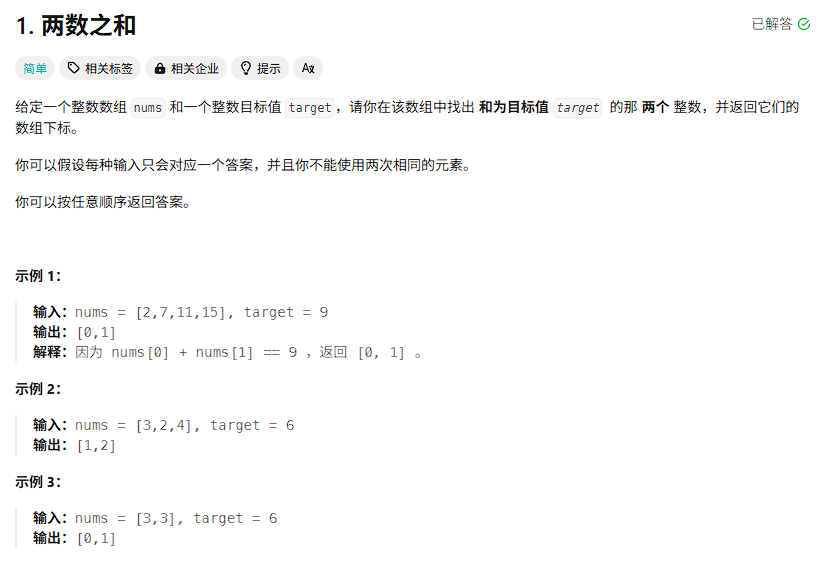 1. 两数之和
已解答
简单 相关标签 相关企业 提示 Aҳ
给定一个整数数组 nums 和一个整数目标值 target，请你在该数组中找出 和为目标值 target 的那 两个 整数，并返回它们的
数组下标。
你可以假设每种输入只会对应一个答案，并且你不能使用两次相同的元素。
你可以按任意顺序返回答案。
示例 1：
输入：nums = [2,7,11,15], target = 9
输出：[0,1]
解释：因为 nums[0] + nums[1] == 9 ，返回 [0, 1] 。
示例 2：
输入：nums = [3,2,4], target = 6
输出：[1,2]
示例 3：
输入：nums = [3,3], target = 6
输出：[0,1]